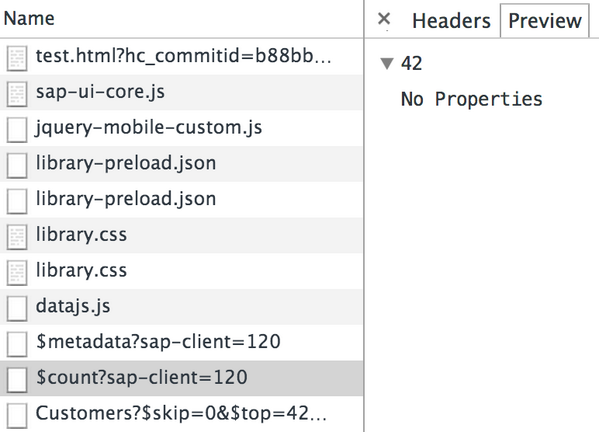 Name
test.html?hc_commitid=b88bb...
sap-ui-core.js
jquery-mobile-custom.js
library-preload.json
library-preload.json
library.css
library.css
datajs.js
$metadata?sap-client=120
$count?sap-client=120
Customers?$skip=0&$top=42...
× Headers Preview
▼ 42
No Properties